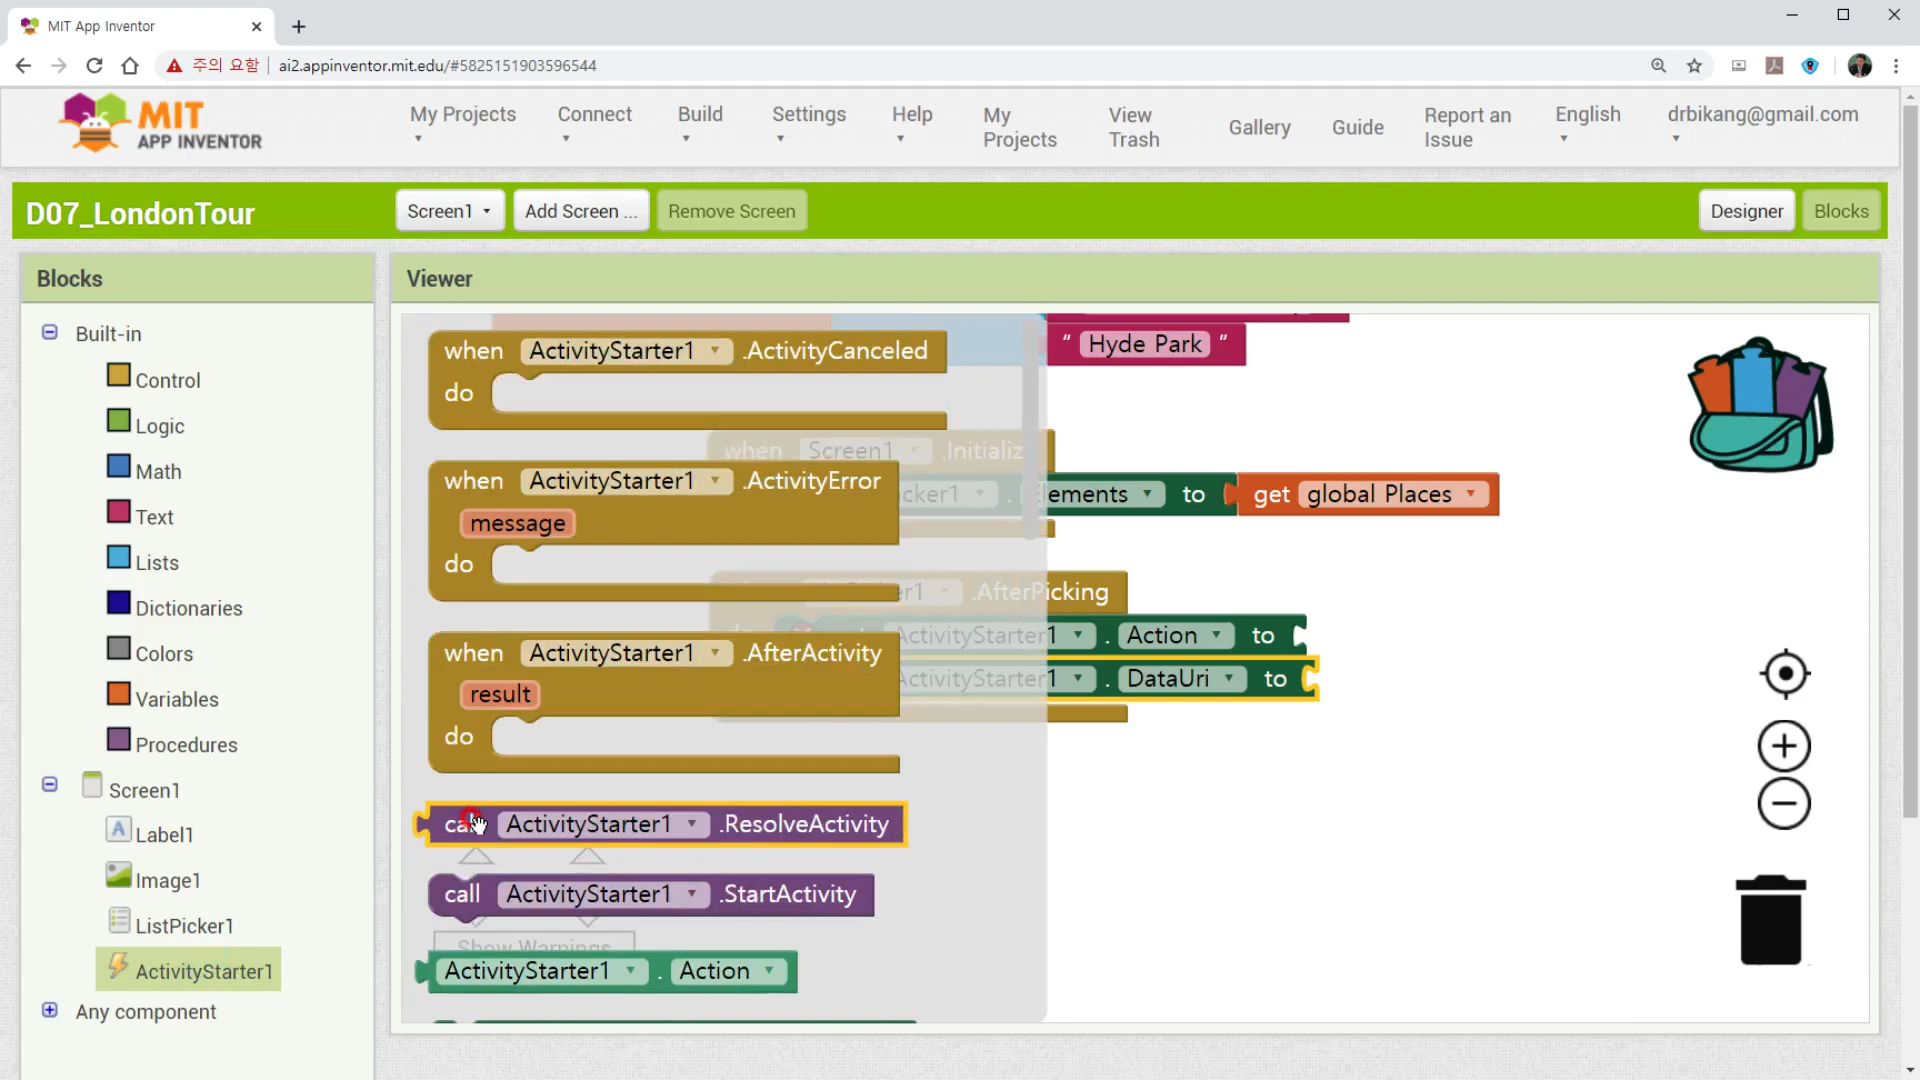 MIT App Inventor
주의 요함 ai2.appinventor.mit.edu/#5825151903596544
MIT
APP INVENTOR
My Projects
Connect
Build
Settings
Help
My
Projects
View
Trash
Gallery
Guide
Report an
Issue
English
drbikang@gmail.com
D07_LondonTour
Screen1
Add Screen ...
Remove Screen
Designer
Blocks
Blocks
Viewer
Built-in
Control
Logic
Math
Text
Lists
Dictionaries
Colors
Variables
Procedures
Screen1
Label1
Image1
ListPicker1
ActivityStarter1
Any component
when ActivityStarter1 .ActivityCanceled
do
" Hyde Park "
when Screen1 .Initializ
when ActivityStarter1 .ActivityError
message
do
icker1 . Elements to get global Places
er1 .AfterPicking
ActivityStarter1 . Action to
ActivityStarter1 . DataUri to
when ActivityStarter1 .AfterActivity
result
do
call ActivityStarter1 .ResolveActivity
call ActivityStarter1 .StartActivity
Show Warnings
ActivityStarter1 . Action